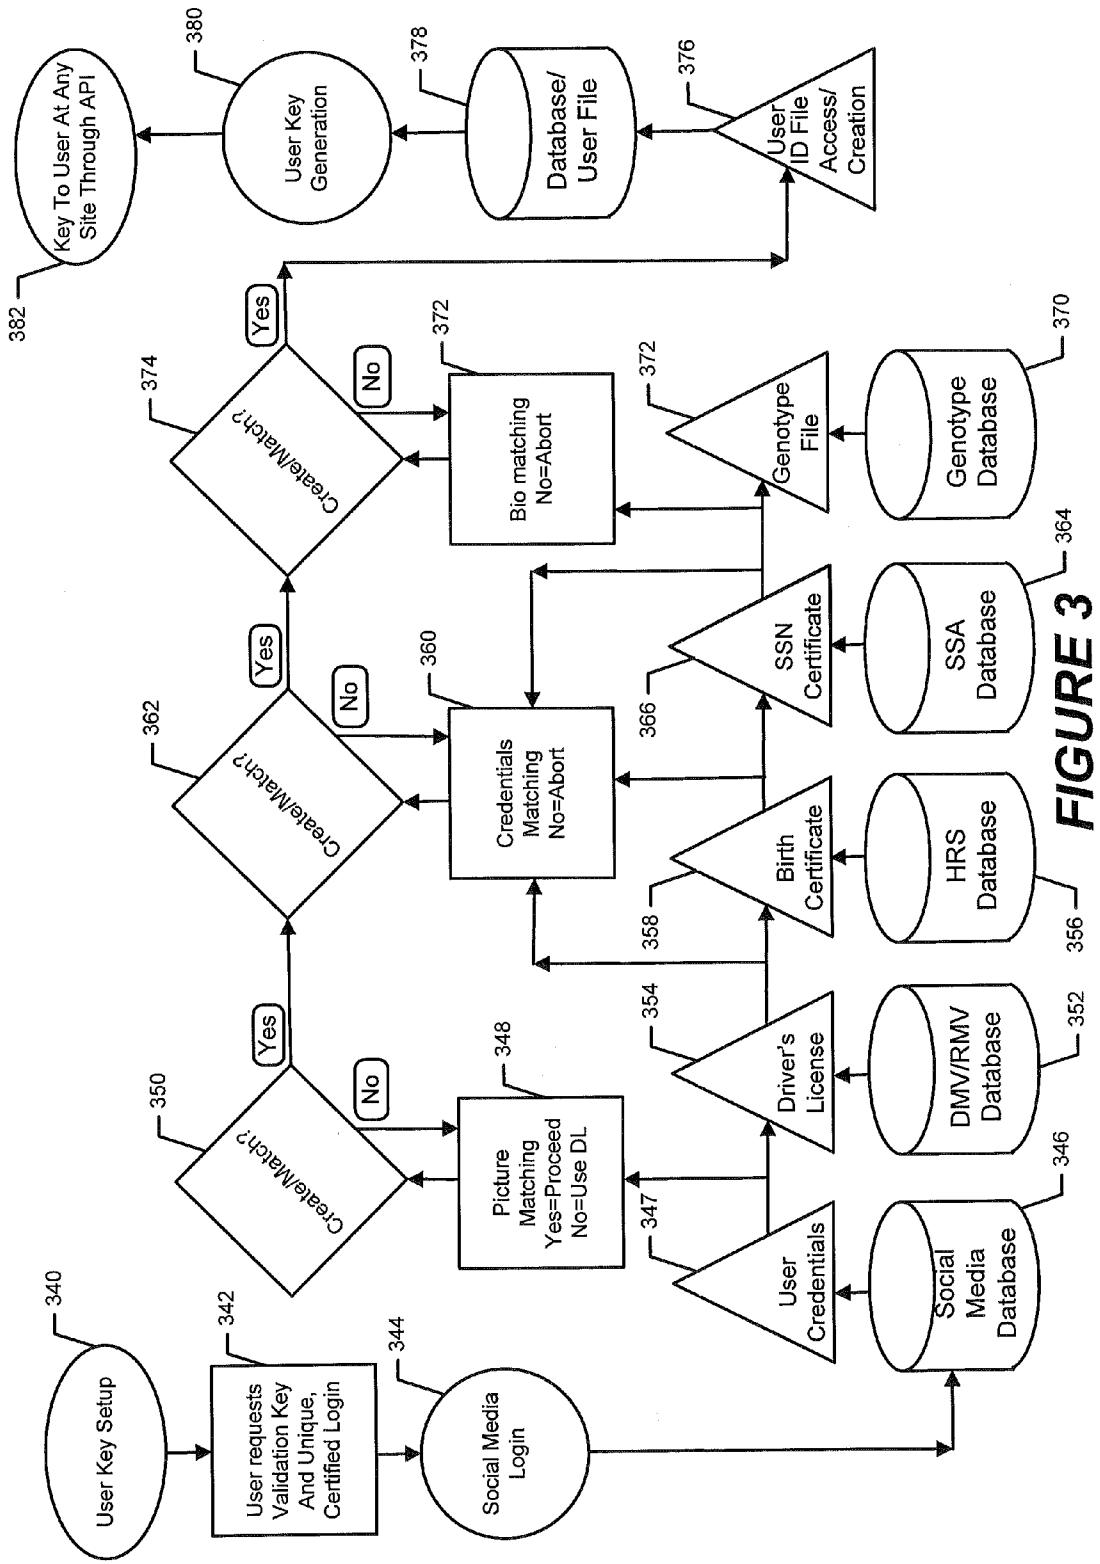 340
User Key Setup
342
User requests
Validation Key
And Unique,
Certified Login
344
Social Media
Login
346
Social
Media
Database
347
User
Credentials
348
Picture
Matching
Yes=Proceed
No=Use DL
350
Create/Match?
No
Yes
352
DMV/RMV
Database
354
Driver's
License
356
HRS
Database
358
Birth
Certificate
360
Credentials
Matching
No=Abort
362
Create/Match?
No
Yes
364
SSA
Database
366
SSN
Certificate
370
Genotype
Database
372
Genotype
File
372
Bio matching
No=Abort
374
Create/Match?
No
Yes
376
User
ID File
Access/
Creation
378
Database/
User File
380
User Key
Generation
382
Key To User At Any
Site Through API
FIGURE 3